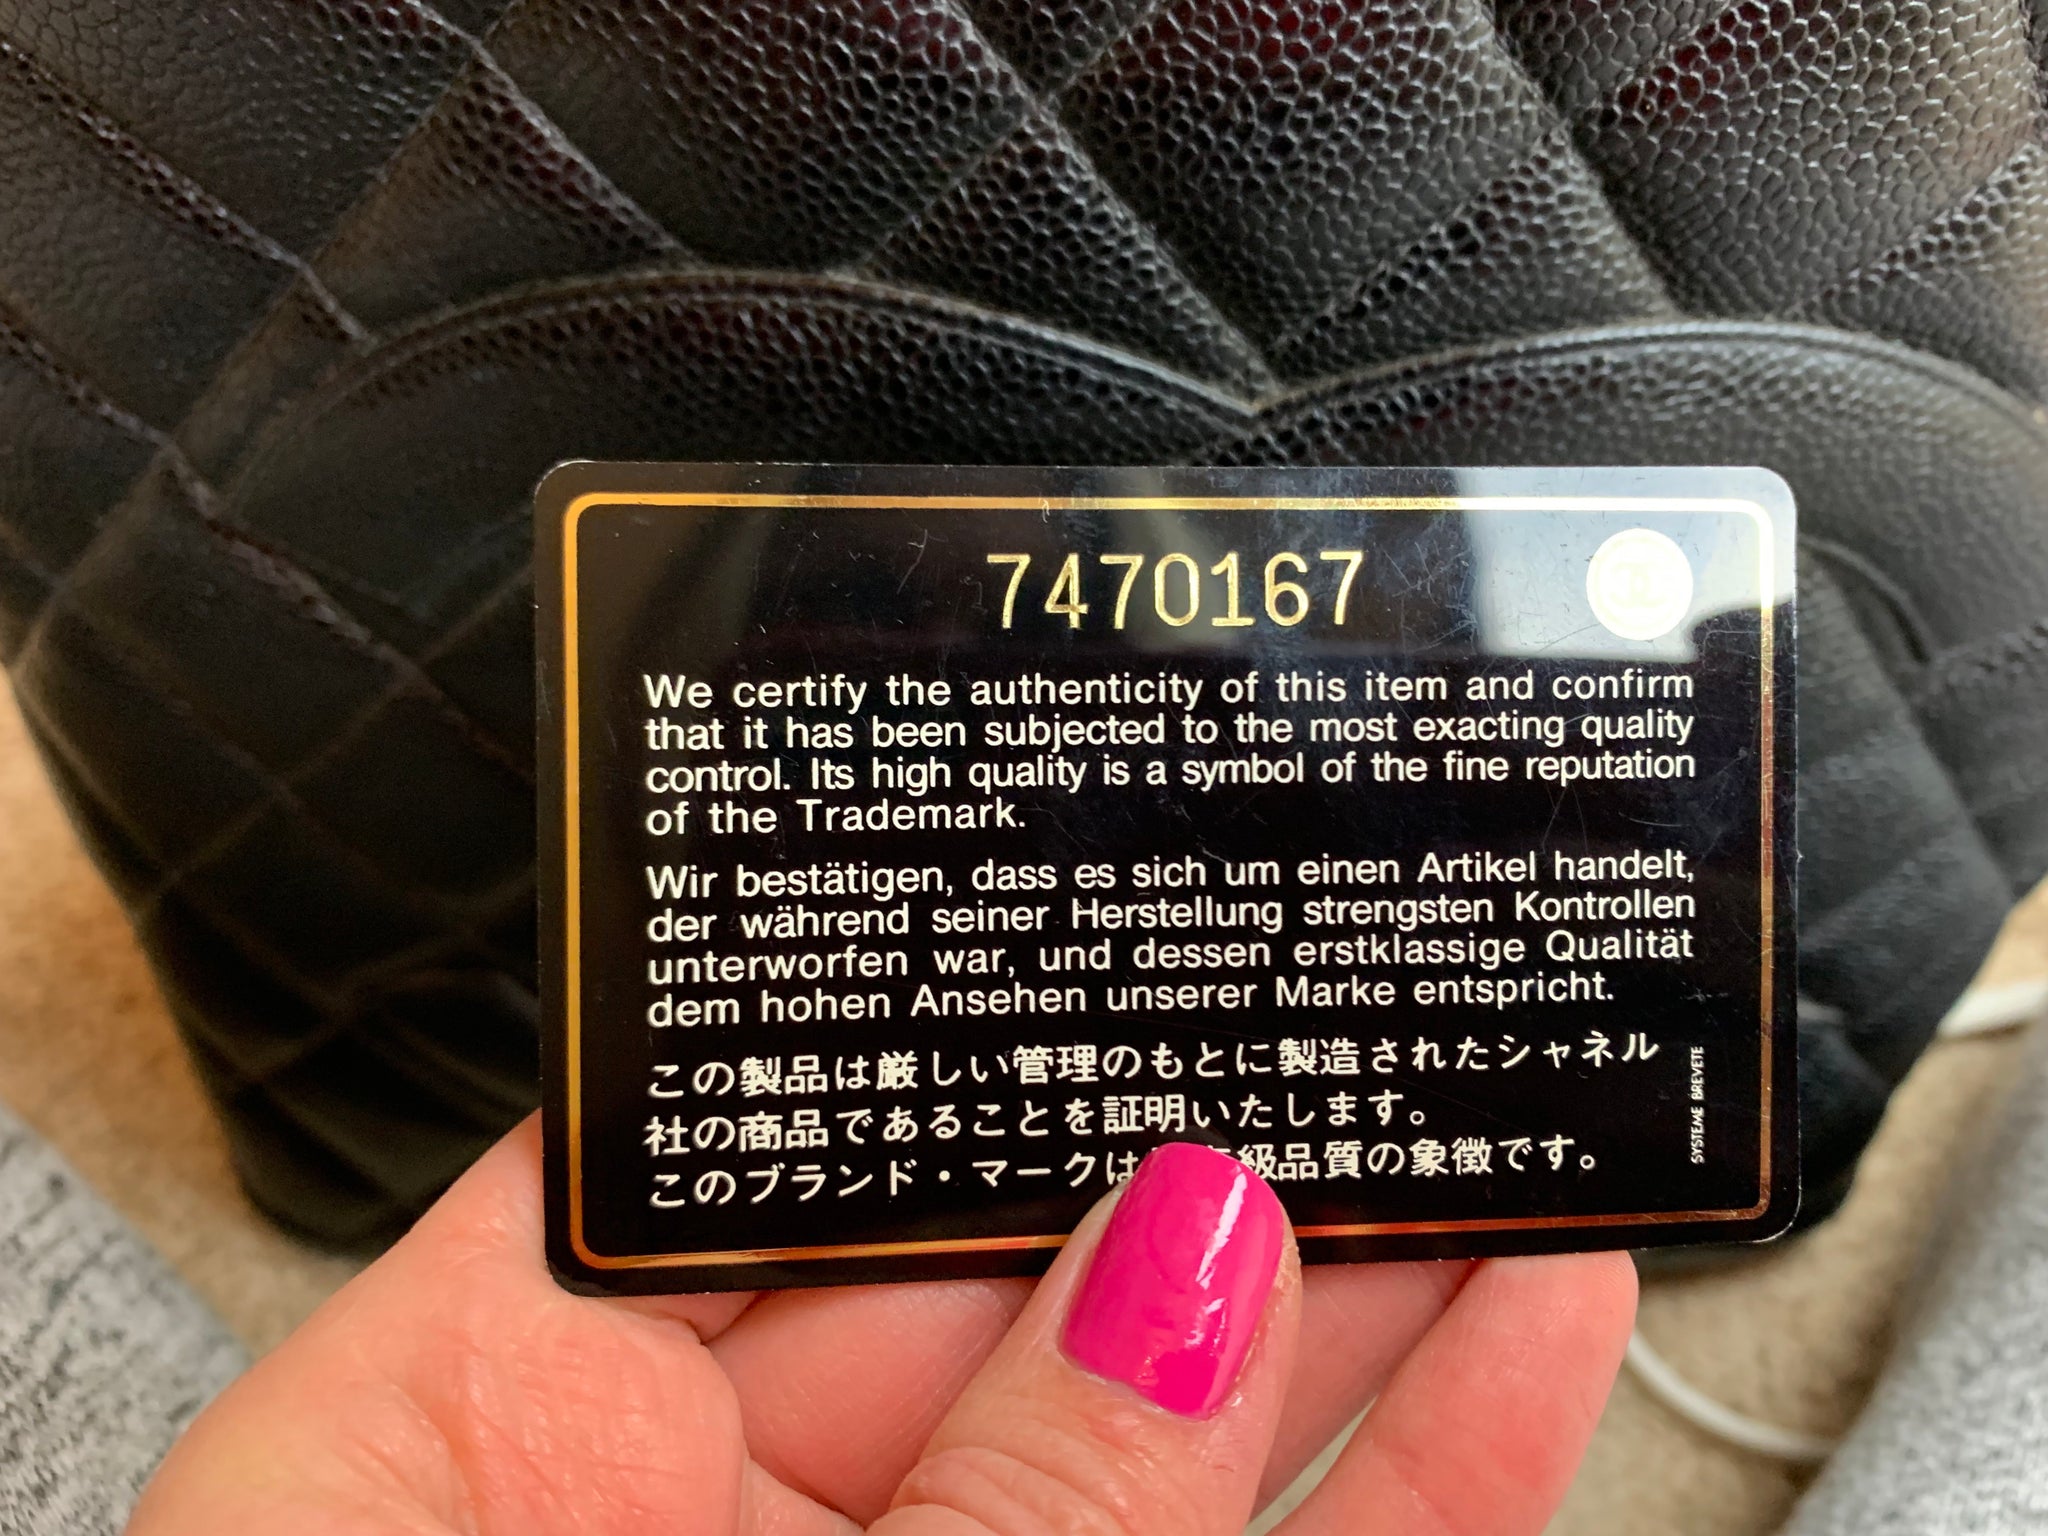 7470167
We certify the authenticity of this item and confirm
that it has been subjected to the most exacting quality
control. Its high quality is a symbol of the fine reputation
of the Trademark.
Wir bestätigen, dass es sich um einen Artikel handelt,
der während seiner Herstellung strengsten Kontrollen
unterworfen war, und dessen erstklassige Qualität
dem hohen Ansehen unserer Marke entspricht.
この製品は厳しい管理のもとに製造されたシャネル
社の商品であることを証明いたします。
このブランド・マークは級品質の象徴です。
SYSTEME BREVETE